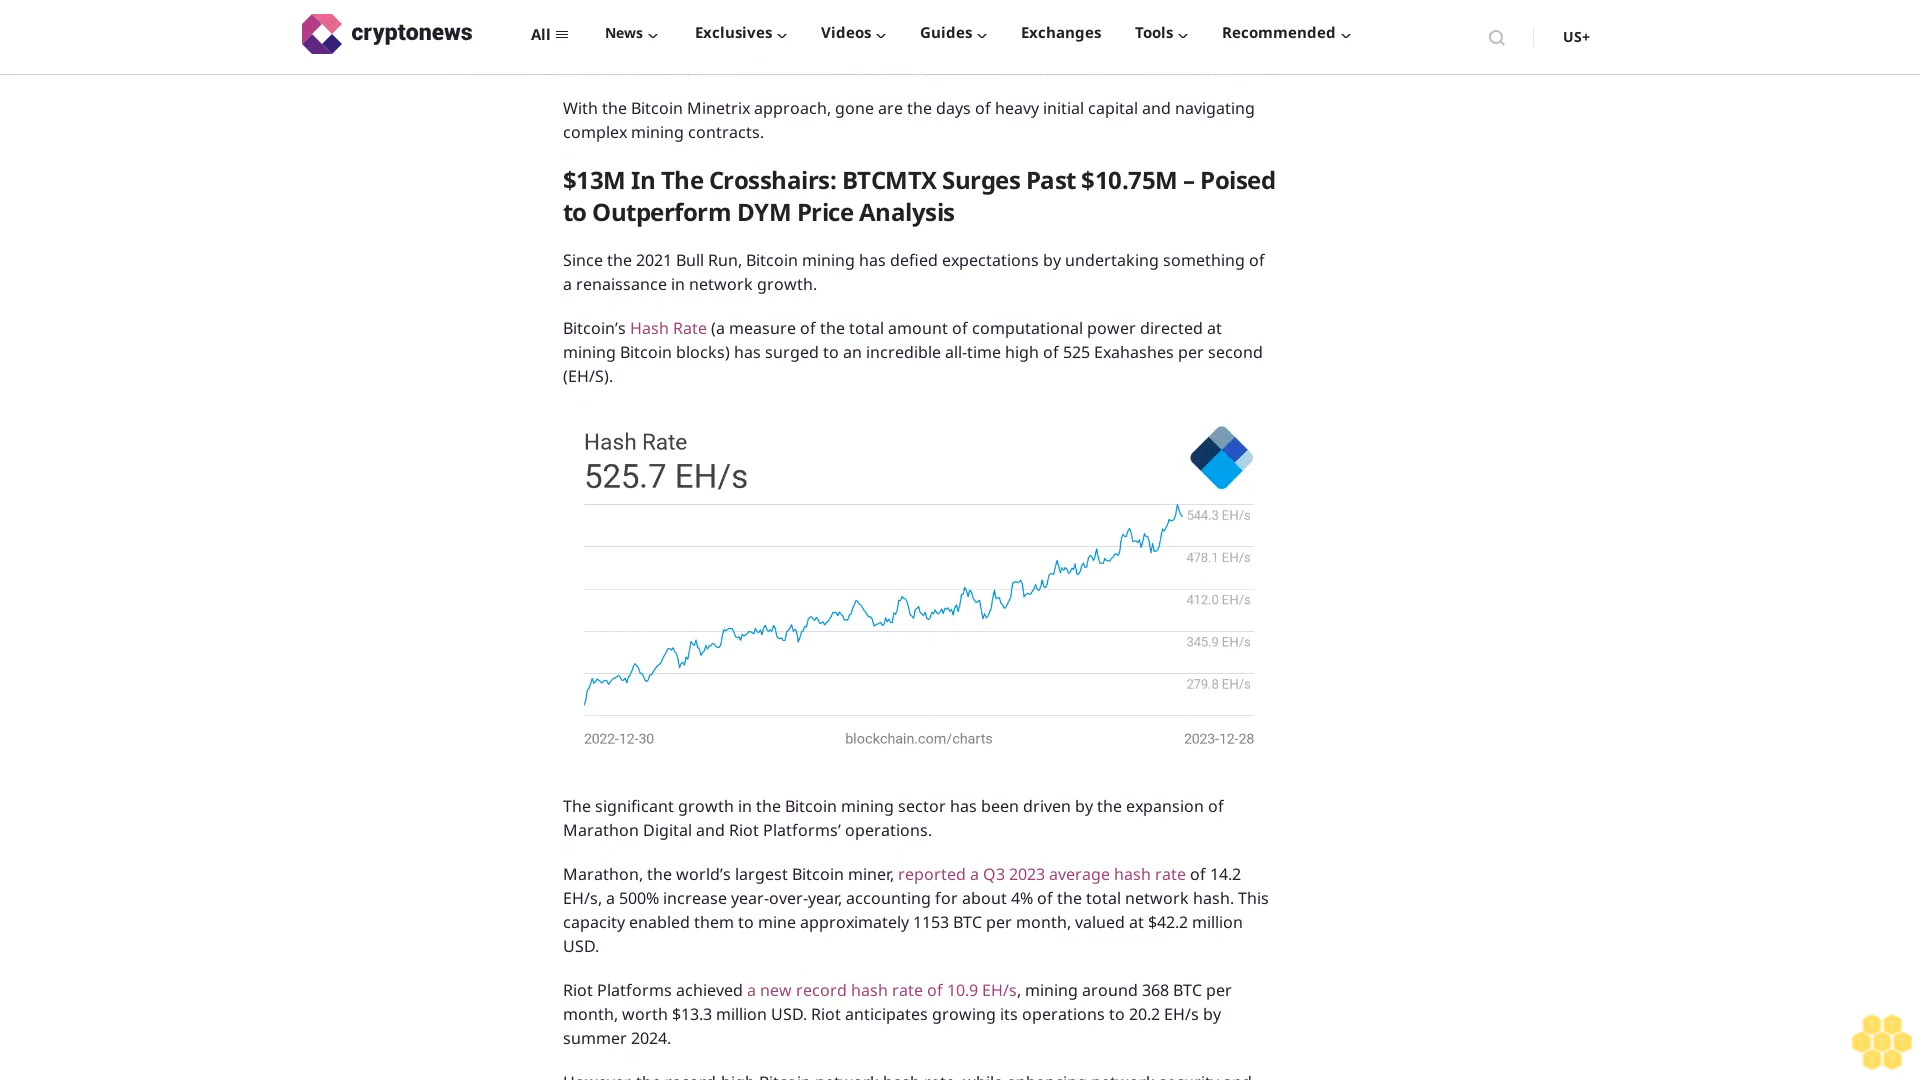 cryptonews
All
News
Exclusives
Videos
Guides
Exchanges
Tools
Recommended
US+
With the Bitcoin Minetrix approach, gone are the days of heavy initial capital and navigating
complex mining contracts.
$13M In The Crosshairs: BTCMTX Surges Past $10.75M – Poised
to Outperform DYM Price Analysis
Since the 2021 Bull Run, Bitcoin mining has defied expectations by undertaking something of
a renaissance in network growth.
Bitcoin’s Hash Rate (a measure of the total amount of computational power directed at
mining Bitcoin blocks) has surged to an incredible all-time high of 525 Exahashes per second
(EH/S).
Hash Rate
525.7 EH/s
544.3 EH/s
478.1 EH/s
412.0 EH/s
345.9 EH/s
279.8 EH/s
2022-12-30
blockchain.com/charts
2023-12-28
The significant growth in the Bitcoin mining sector has been driven by the expansion of
Marathon Digital and Riot Platforms’ operations.
Marathon, the world’s largest Bitcoin miner, reported a Q3 2023 average hash rate of 14.2
EH/s, a 500% increase year-over-year, accounting for about 4% of the total network hash. This
capacity enabled them to mine approximately 1153 BTC per month, valued at $42.2 million
USD.
Riot Platforms achieved a new record hash rate of 10.9 EH/s, mining around 368 BTC per
month, worth $13.3 million USD. Riot anticipates growing its operations to 20.2 EH/s by
summer 2024.